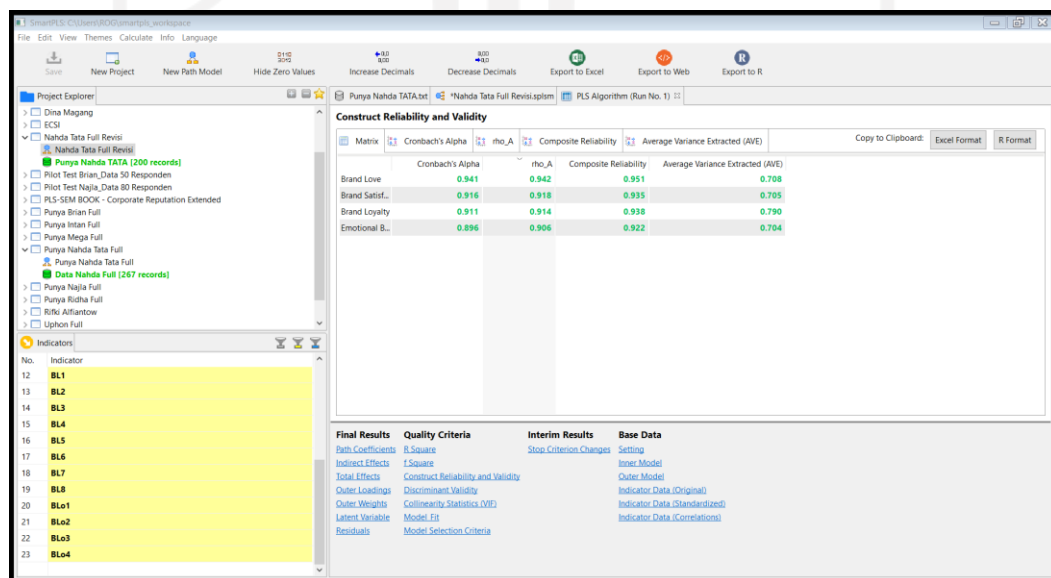 SmartPLS: C:\Users\ROG\smartpls_workspace
File Edit View Themes Calculate Info Language
Save New Project New Path Model Hide Zero Values Increase Decimals Decrease Decimals Export to Excel Export to Web Export to R
Project Explorer
Dina Magang
ECSI
Nahda Tata Full Revisi
Nahda Tata Full Revisi
Punya Nahda TATA [200 records]
Pilot Test Brian_Data 50 Responden
Pilot Test Najla_Data 80 Responden
PLS-SEM BOOK - Corporate Reputation Extended
Punya Brian Full
Punya Intan Full
Punya Mega Full
Punya Nahda Tata Full
Punya Nahda Tata Full
Data Nahda Full [267 records]
Punya Najla Full
Punya Ridha Full
Rifki Alfiantow
Uphon Full
Indicators
No. Indicator
12 BL1
13 BL2
14 BL3
15 BL4
16 BL5
17 BL6
18 BL7
19 BL8
20 BLo1
21 BLo2
22 BLo3
23 BLo4
Punya Nahda TATA.txt *Nahda Tata Full Revisi.splsm PLS Algorithm (Run No. 1)
Construct Reliability and Validity
Matrix Cronbach's Alpha rho_A Composite Reliability Average Variance Extracted (AVE) Copy to Clipboard: Excel Format R Format
Cronbach's Alpha rho_A Composite Reliability Average Variance Extracted (AVE)
Brand Love 0.941 0.942 0.951 0.708
Brand Satisf... 0.916 0.918 0.935 0.705
Brand Loyalty 0.911 0.914 0.938 0.790
Emotional B... 0.896 0.906 0.922 0.704
Final Results Quality Criteria Interim Results Base Data
Path Coefficients R Square Stop Criterion Changes Setting
Indirect Effects f Square Inner Model
Total Effects Construct Reliability and Validity Outer Model
Outer Loadings Discriminant Validity Indicator Data (Original)
Outer Weights Collinearity Statistics (VIF) Indicator Data (Standardized)
Latent Variable Model Fit Indicator Data (Correlations)
Residuals Model Selection Criteria